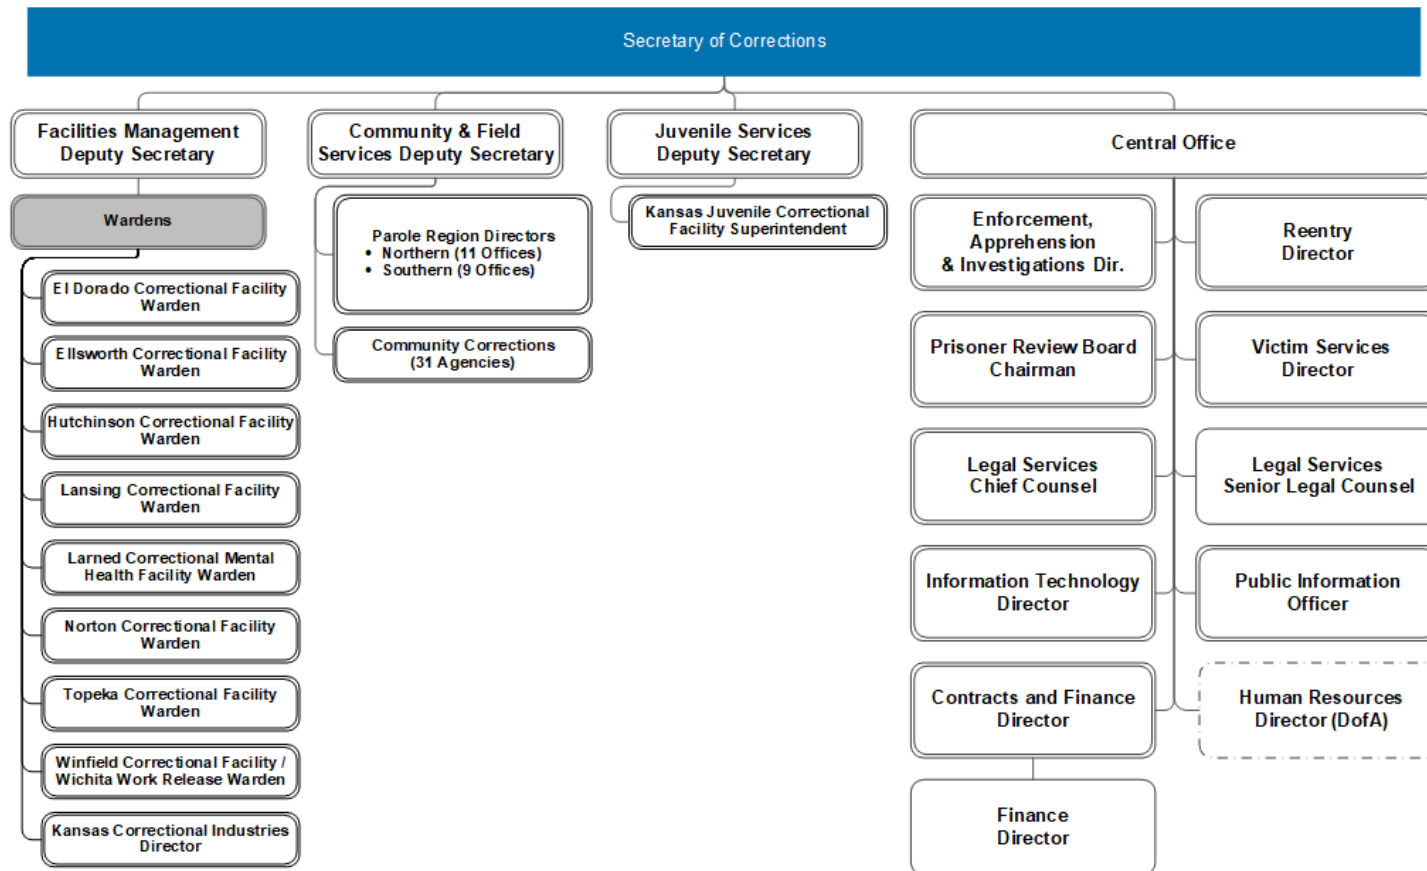 Secretary of Corrections
Facilities Management
Deputy Secretary
Community & Field
Services Deputy Secretary
Juvenile Services
Deputy Secretary
Central Office
Wardens
El Dorado Correctional Facility
Warden
Ellsworth Correctional Facility
Warden
Hutchinson Correctional Facility
Warden
Lansing Correctional Facility
Warden
Larned Correctional Mental
Health Facility Warden
Norton Correctional Facility
Warden
Topeka Correctional Facility
Warden
Winfield Correctional Facility /
Wichita Work Release Warden
Kansas Correctional Industries
Director
Parole Region Directors
• Northern (11 Offices)
• Southern (9 Offices)
Community Corrections
(31 Agencies)
Kansas Juvenile Correctional
Facility Superintendent
Enforcement,
Apprehension
& Investigations Dir.
Reentry
Director
Prisoner Review Board
Chairman
Victim Services
Director
Legal Services
Chief Counsel
Legal Services
Senior Legal Counsel
Information Technology
Director
Public Information
Officer
Contracts and Finance
Director
Human Resources
Director (DofA)
Finance
Director